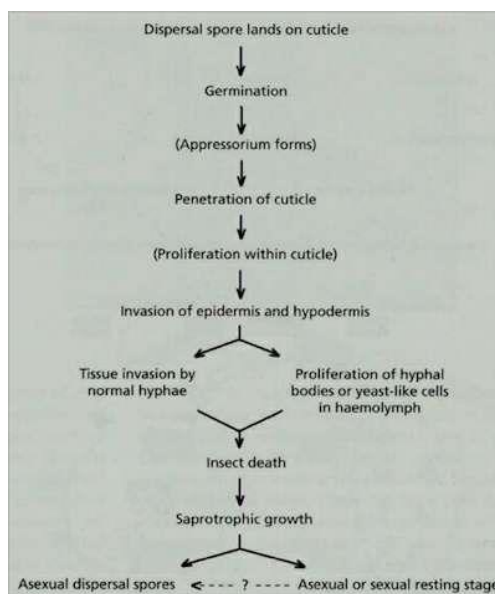 Dispersal spore lands on cuticle
Germination
(Appressorium forms)
Penetration of cuticle
(Proliferation within cuticle)
Invasion of epidermis and hypodermis
Tissue invasion by
normal hyphae
Proliferation of hyphal
bodies or yeast-like cells
in haemolymph
Insect death
Saprotrophic growth
Asexual dispersal spores ? Asexual or sexual resting stage